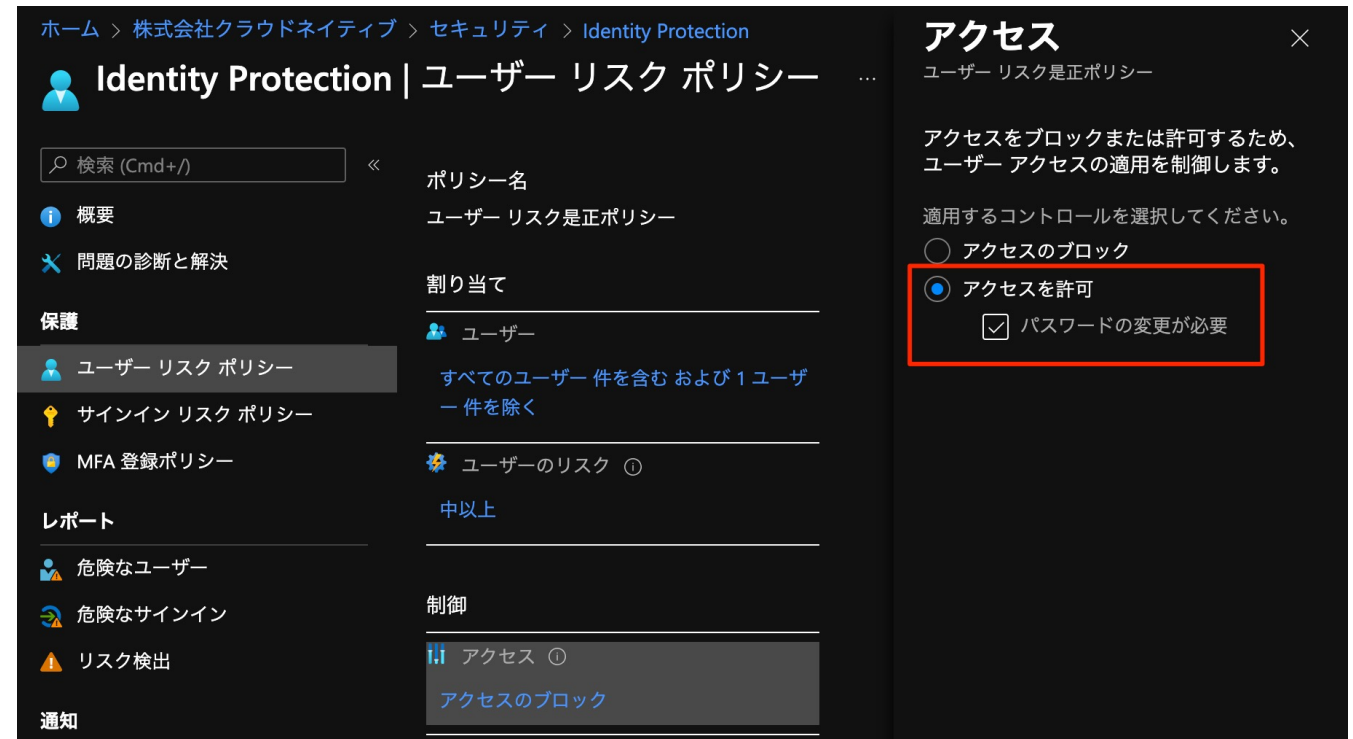 ホーム > 株式会社クラウドネイティブ > セキュリティ > Identity Protection
Identity Protection | ユーザー リスク ポリシー ...
検索 (Cmd+/)
«
概要
問題の診断と解決
保護
ユーザー リスク ポリシー
サインイン リスク ポリシー
MFA 登録ポリシー
レポート
危険なユーザー
危険なサインイン
リスク検出
通知
ポリシー名
ユーザー リスク是正ポリシー
割り当て
ユーザー
すべてのユーザー 件を含む および 1 ユーザ
ー 件を除く
ユーザーのリスク
中以上
制御
アクセス
アクセスのブロック
アクセス
ユーザー リスク是正ポリシー
アクセスをブロックまたは許可するため、
ユーザー アクセスの適用を制御します。
適用するコントロールを選択してください。
アクセスのブロック
アクセスを許可
パスワードの変更が必要